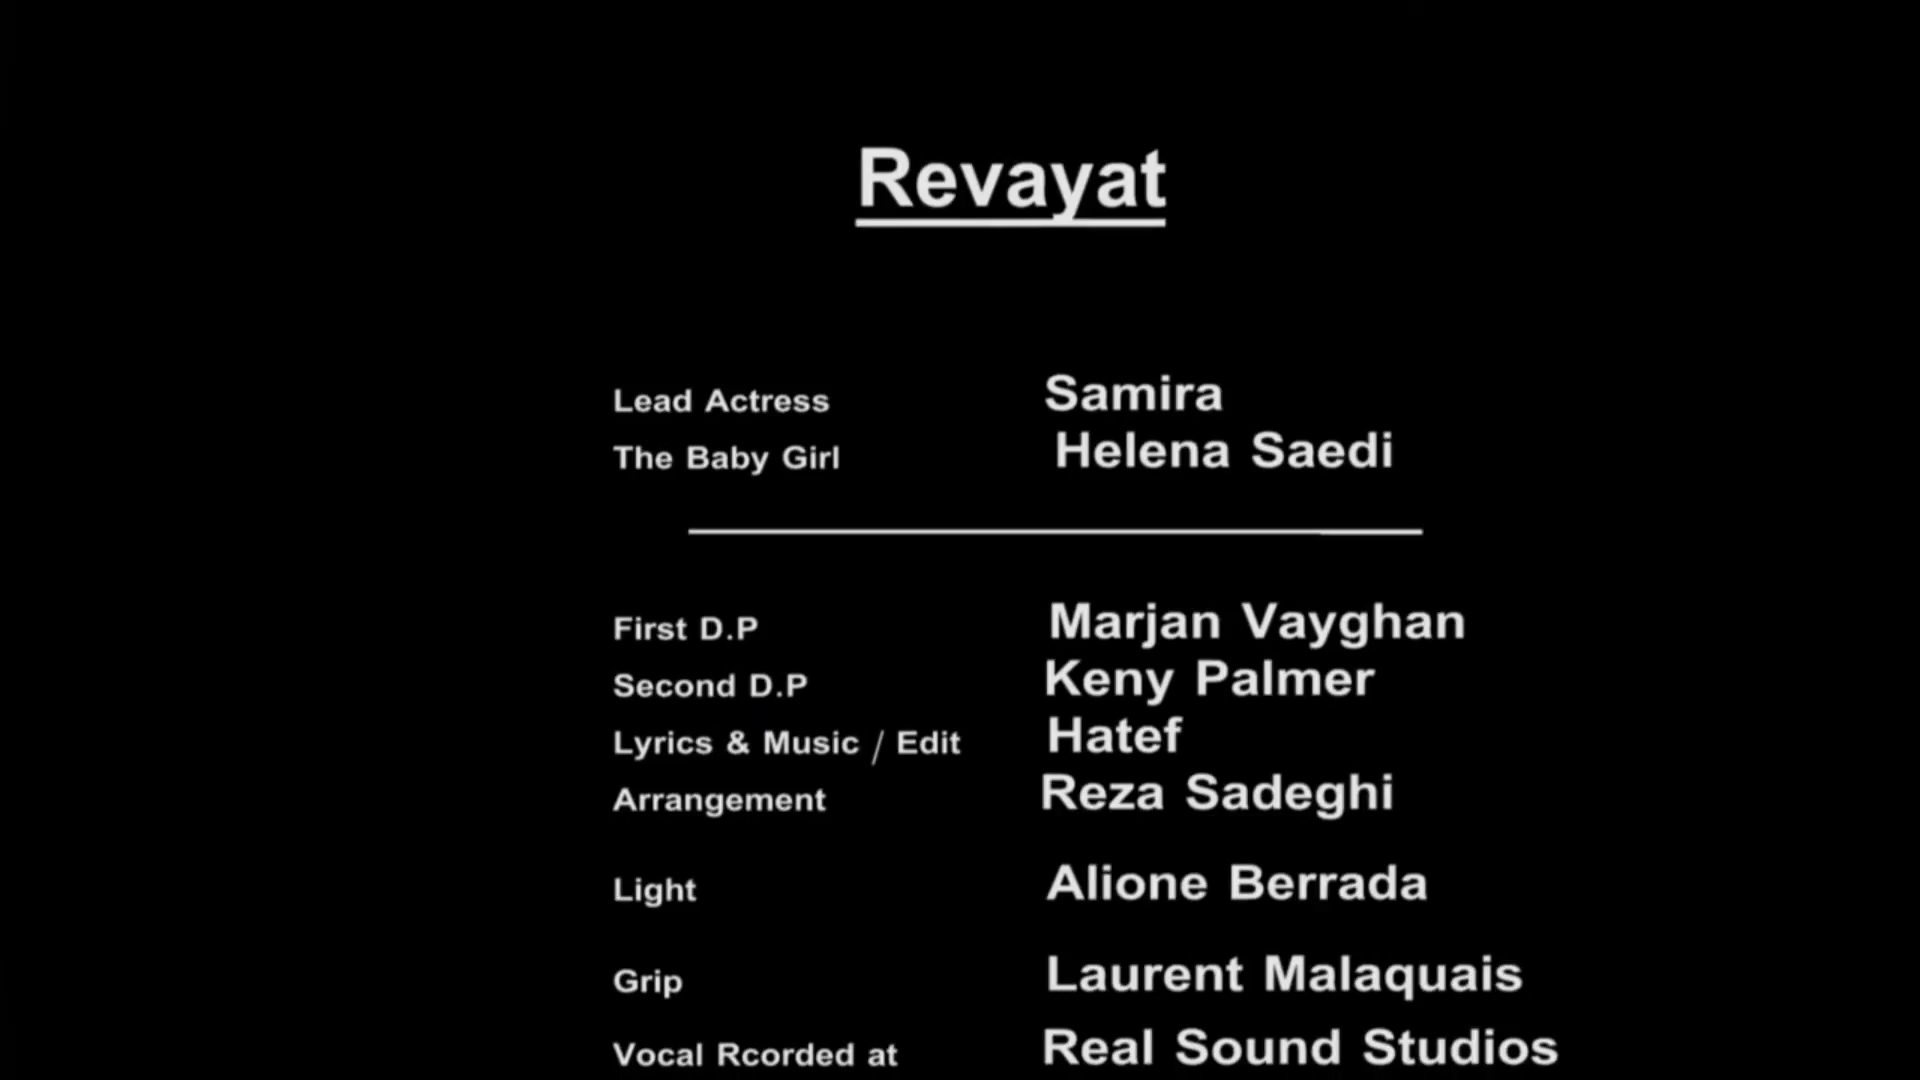 Revayat
Lead Actress Samira
The Baby Girl Helena Saedi
First D.P Marjan Vayghan
Second D.P Keny Palmer
Lyrics & Music / Edit Hatef
Arrangement Reza Sadeghi
Light Alione Berrada
Grip Laurent Malaquais
Vocal Rcorded at Real Sound Studios